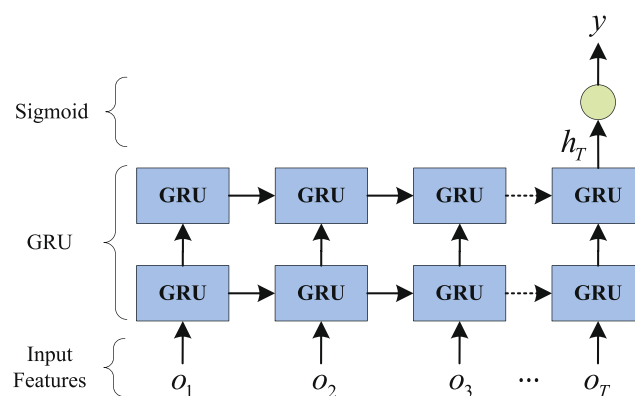 y
Sigmoid
h_T
GRU GRU GRU GRU
GRU
GRU GRU GRU GRU
Input
Features
o_1 o_2 o_3 ... o_T